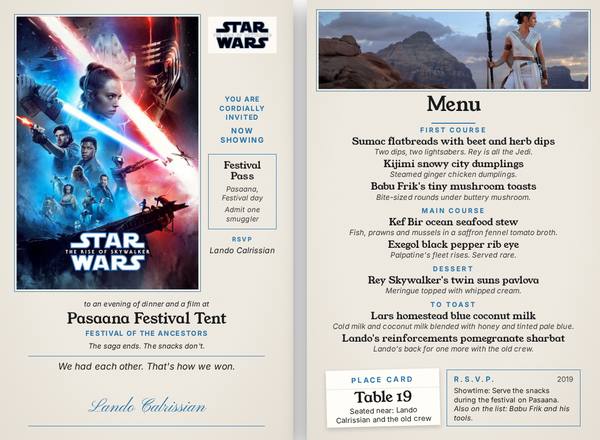 STAR
WARS
YOU ARE
CORDIALLY
INVITED
NOW
SHOWING
Festival
Pass
Pasaana,
Festival day
Admit one
smuggler
RSVP
Lando Calrissian
STAR
THE RISE OF SKYWALKER
WARS
to an evening of dinner and a film at
Pasaana Festival Tent
FESTIVAL OF THE ANCESTORS
The saga ends. The snacks don't.
We had each other. That's how we won.
Lando Calrissian
Menu
FIRST COURSE
Sumac flatbreads with beet and herb dips
Two dips, two lightsabers. Rey is all the Jedi.
Kijimi snowy city dumplings
Steamed ginger chicken dumplings.
Babu Frik's tiny mushroom toasts
Bite-sized rounds under buttery mushroom.
MAIN COURSE
Kef Bir ocean seafood stew
Fish, prawns and mussels in a saffron fennel tomato broth.
Exegol black pepper rib eye
Palpatine's fleet rises. Served rare.
DESSERT
Rey Skywalker's twin suns pavlova
Meringue topped with whipped cream.
TO TOAST
Lars homestead blue coconut milk
Cold milk and coconut milk blended with honey and tinted pale blue.
Lando's reinforcements pomegranate sharbat
Lando's back for one more with the old crew.
PLACE CARD
Table 19
Seated near: Lando
Calrissian and the old crew
R.S.V.P. 2019
Showtime: Serve the snacks
during the festival on Pasaana.
Also on the list: Babu Frik and his
tools.